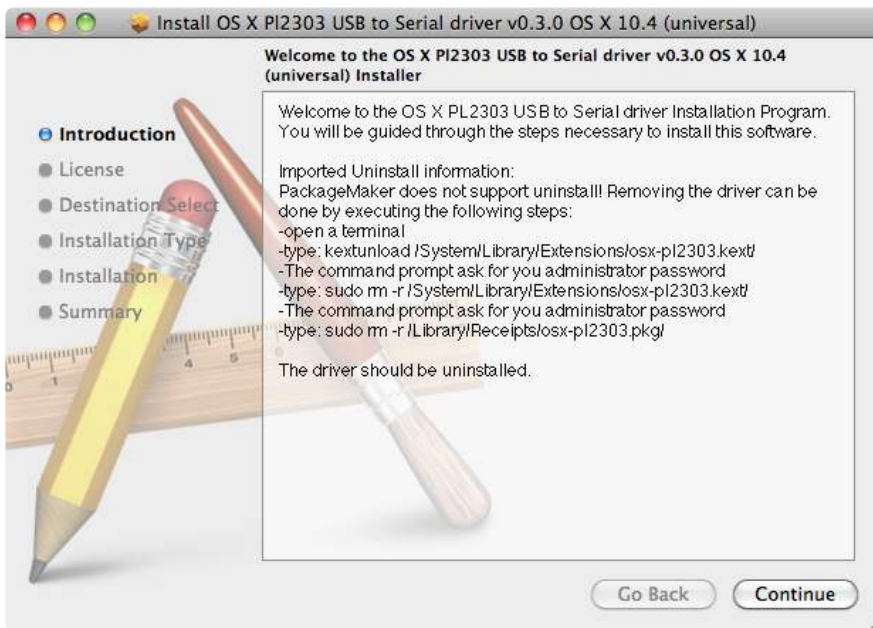 Install OS X Pl2303 USB to Serial driver v0.3.0 OS X 10.4 (universal)
Welcome to the OS X Pl2303 USB to Serial driver v0.3.0 OS X 10.4
(universal) Installer
Introduction
License
Destination Select
Installation Type
Installation
Summary
Welcome to the OS X PL2303 USB to Serial driver Installation Program.
You will be guided through the steps necessary to install this software.
Imported Uninstall information:
PackageMaker does not support uninstall! Removing the driver can be
done by executing the following steps:
-open a terminal
-type: kextunload /System/Library/Extensions/osx-pl2303.kext/
-The command prompt ask for you administrator password
-type: sudo rm -r /System/Library/Extensions/osx-pl2303.kext/
-The command prompt ask for you administrator password
-type: sudo rm -r /Library/Receipts/osx-pl2303.pkg/
The driver should be uninstalled.
0 1 4 5
Go Back
Continue